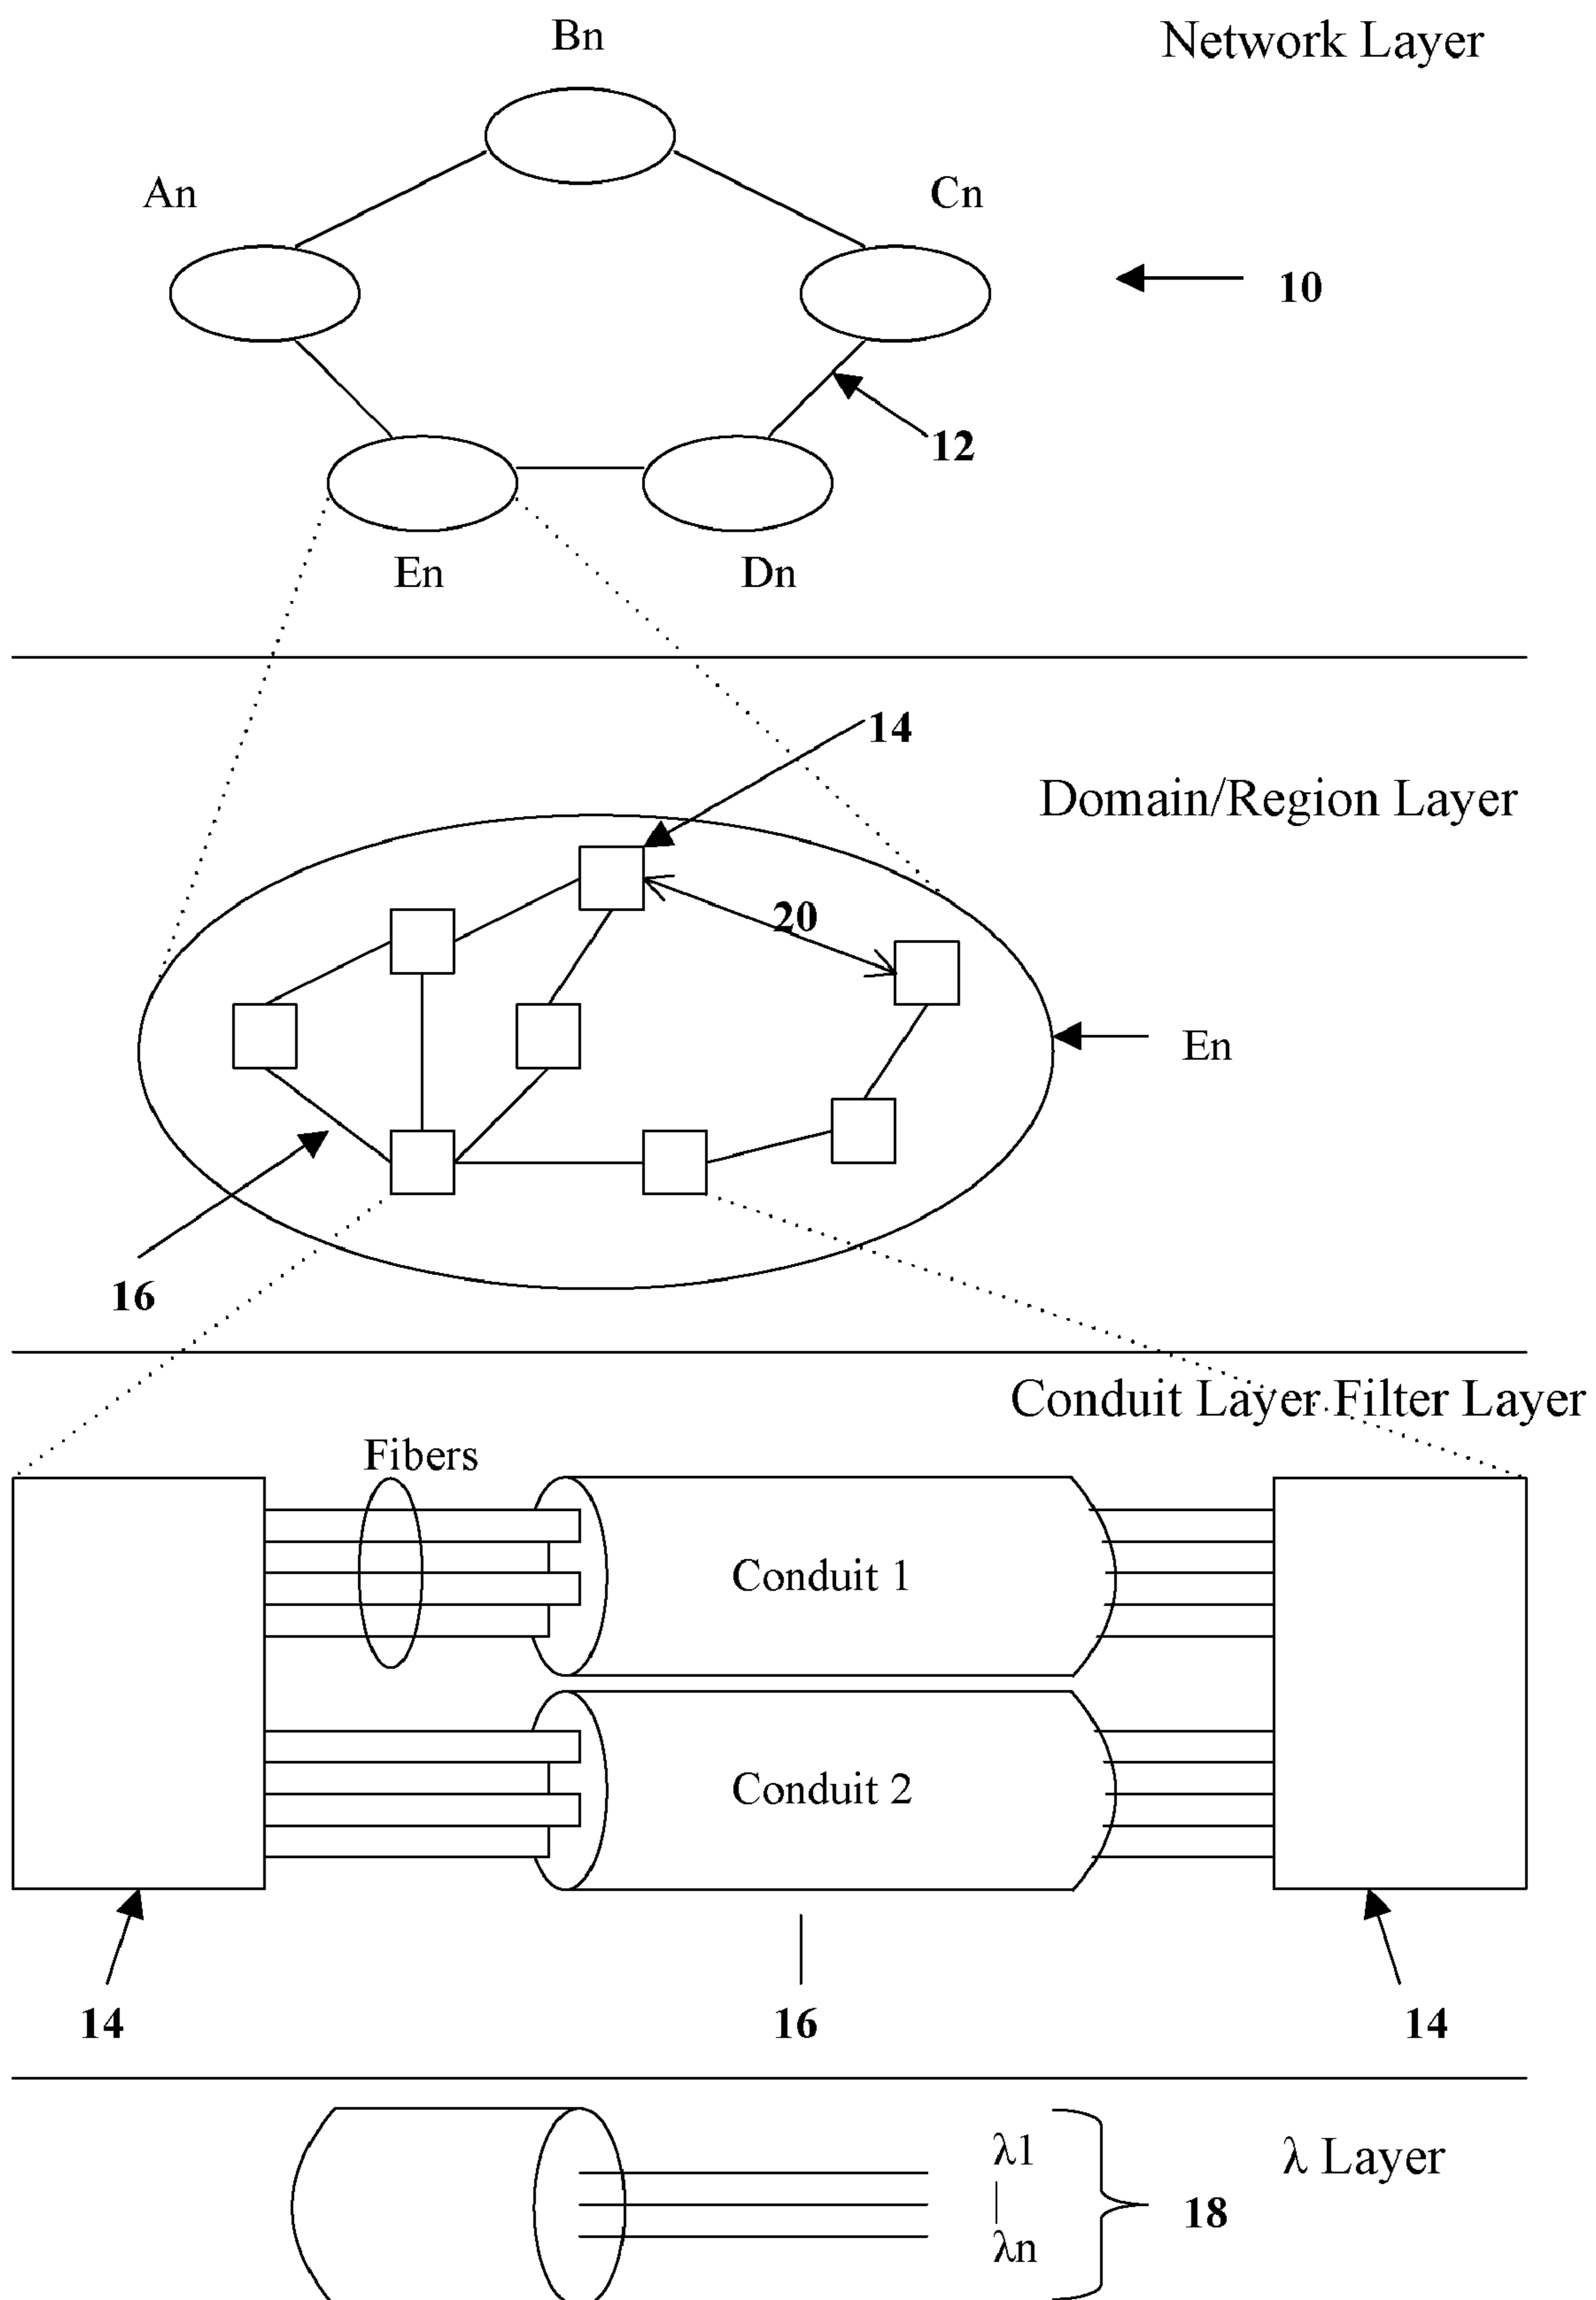 Bn
Network Layer
An
Cn
10
12
En
Dn
14
Domain/Region Layer
20
En
16
Conduit Layer Filter Layer
Fibers
Conduit 1
Conduit 2
14
16
14
λ1
λ Layer
18
λn